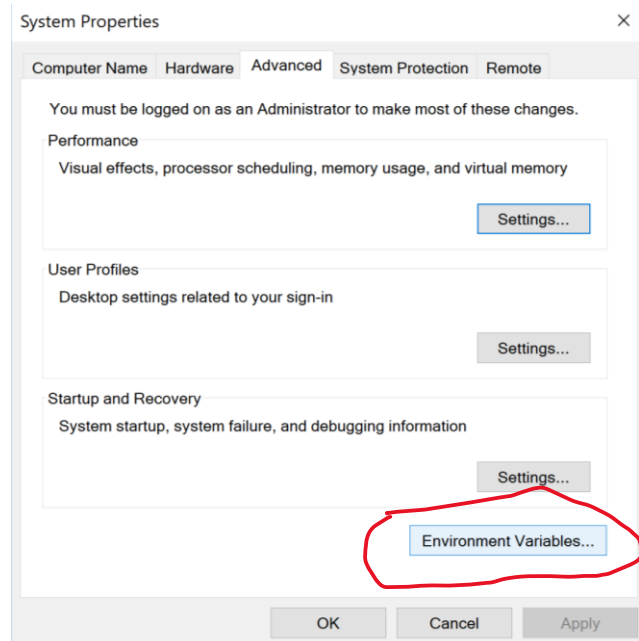 System Properties
Computer Name Hardware Advanced System Protection Remote
You must be logged on as an Administrator to make most of these changes.
Performance
Visual effects, processor scheduling, memory usage, and virtual memory
Settings...
User Profiles
Desktop settings related to your sign-in
Settings...
Startup and Recovery
System startup, system failure, and debugging information
Settings...
Environment Variables...
OK Cancel Apply